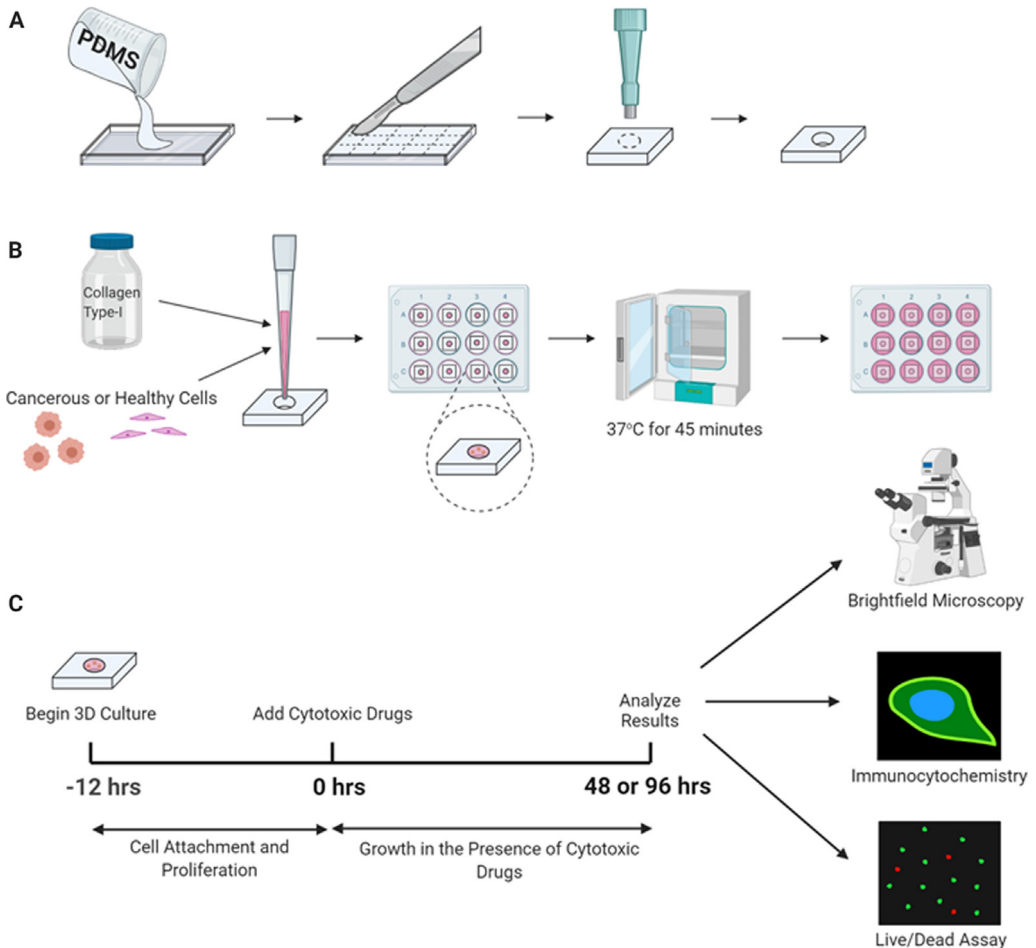 A
PDMS
B
Collagen
Type-I
Cancerous or Healthy Cells
1 2 3 4
A
B
C
37°C for 45 minutes
1 2 3 4
A
B
C
Brightfield Microscopy
C
Begin 3D Culture
Add Cytotoxic Drugs
Analyze
Results
-12 hrs
0 hrs
48 or 96 hrs
Cell Attachment and
Proliferation
Growth in the Presence of Cytotoxic
Drugs
Immunocytochemistry
Live/Dead Assay